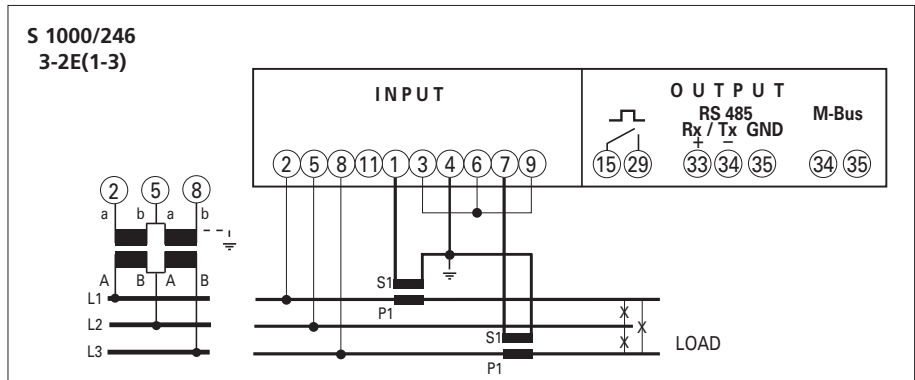 S 1000/246
3-2E(1-3)
INPUT
OUTPUT
RS 485
M-Bus
Rx / Tx GND
+ −
2 5 8 11 1 3 4 6 7 9
15 29 33 34 35 34 35
2 5 8
a b a b
A B A B
S1
L1
P1
L2
S1
X
X
X
LOAD
L3
P1